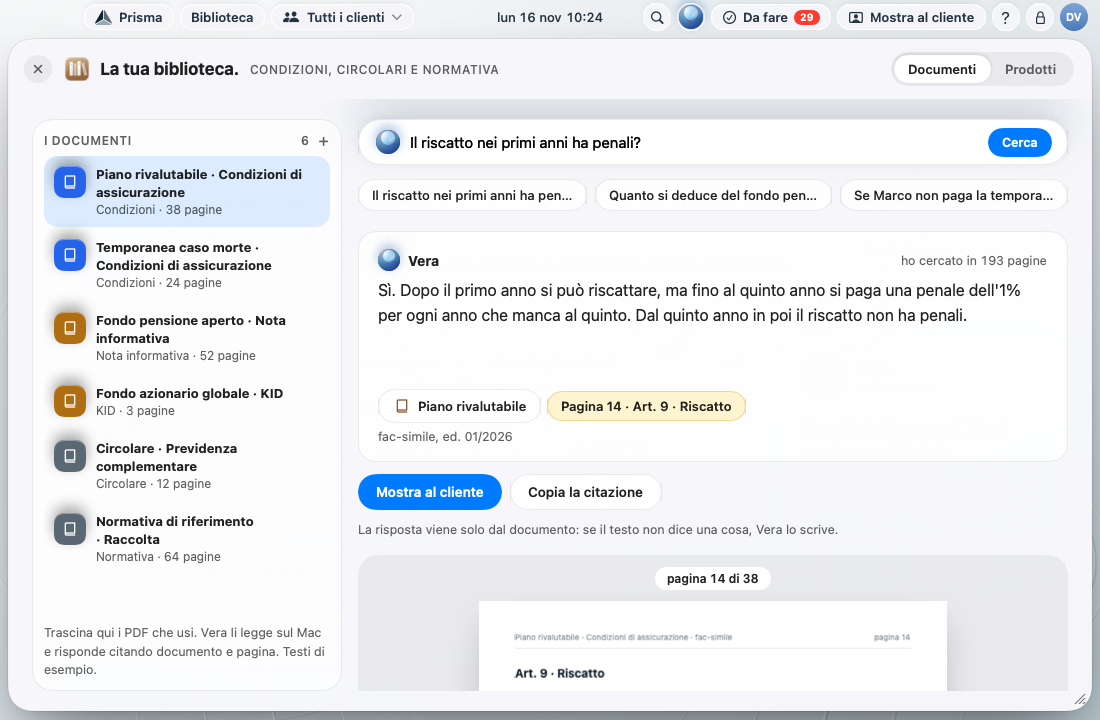 Prisma
Biblioteca
Tutti i clienti
lun 16 nov 10:24
Da fare 29
Mostra al cliente
?
DV
La tua biblioteca. CONDIZIONI, CIRCOLARI E NORMATIVA
Documenti
Prodotti
I DOCUMENTI 6 +
Piano rivalutabile · Condizioni di
assicurazione
Condizioni · 38 pagine
Temporanea caso morte ·
Condizioni di assicurazione
Condizioni · 24 pagine
Fondo pensione aperto · Nota
informativa
Nota informativa · 52 pagine
Fondo azionario globale · KID
KID · 3 pagine
Circolare · Previdenza
complementare
Circolare · 12 pagine
Normativa di riferimento
· Raccolta
Normativa · 64 pagine
Trascina qui i PDF che usi. Vera li legge sul Mac
e risponde citando documento e pagina. Testi di
esempio.
Il riscatto nei primi anni ha penali?
Cerca
Il riscatto nei primi anni ha pen...
Quanto si deduce del fondo pen...
Se Marco non paga la tempora...
Vera
ho cercato in 193 pagine
Sì. Dopo il primo anno si può riscattare, ma fino al quinto anno si paga una penale dell'1%
per ogni anno che manca al quinto. Dal quinto anno in poi il riscatto non ha penali.
Piano rivalutabile
Pagina 14 · Art. 9 · Riscatto
fac-simile, ed. 01/2026
Mostra al cliente
Copia la citazione
La risposta viene solo dal documento: se il testo non dice una cosa, Vera lo scrive.
pagina 14 di 38
Piano rivalutabile · Condizioni di assicurazione · fac-simile
pagina 14
Art. 9 · Riscatto